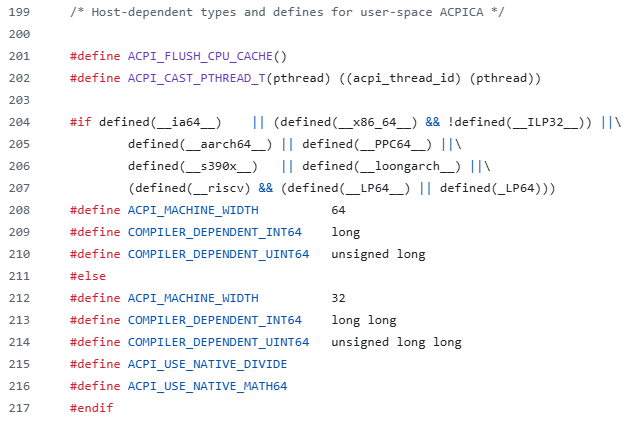 199 /* Host-dependent types and defines for user-space ACPICA */
200
201 #define ACPI_FLUSH_CPU_CACHE()
202 #define ACPI_CAST_PTHREAD_T(pthread) ((acpi_thread_id) (pthread))
203
204 #if defined(__ia64__)    || (defined(__x86_64__) && !defined(__ILP32__)) ||\
205         defined(__aarch64__) || defined(__PPC64__) ||\
206         defined(__s390x__)   || defined(__loongarch__) ||\
207         (defined(__riscv) && (defined(__LP64__) || defined(_LP64)))
208 #define ACPI_MACHINE_WIDTH          64
209 #define COMPILER_DEPENDENT_INT64    long
210 #define COMPILER_DEPENDENT_UINT64   unsigned long
211 #else
212 #define ACPI_MACHINE_WIDTH          32
213 #define COMPILER_DEPENDENT_INT64    long long
214 #define COMPILER_DEPENDENT_UINT64   unsigned long long
215 #define ACPI_USE_NATIVE_DIVIDE
216 #define ACPI_USE_NATIVE_MATH64
217 #endif